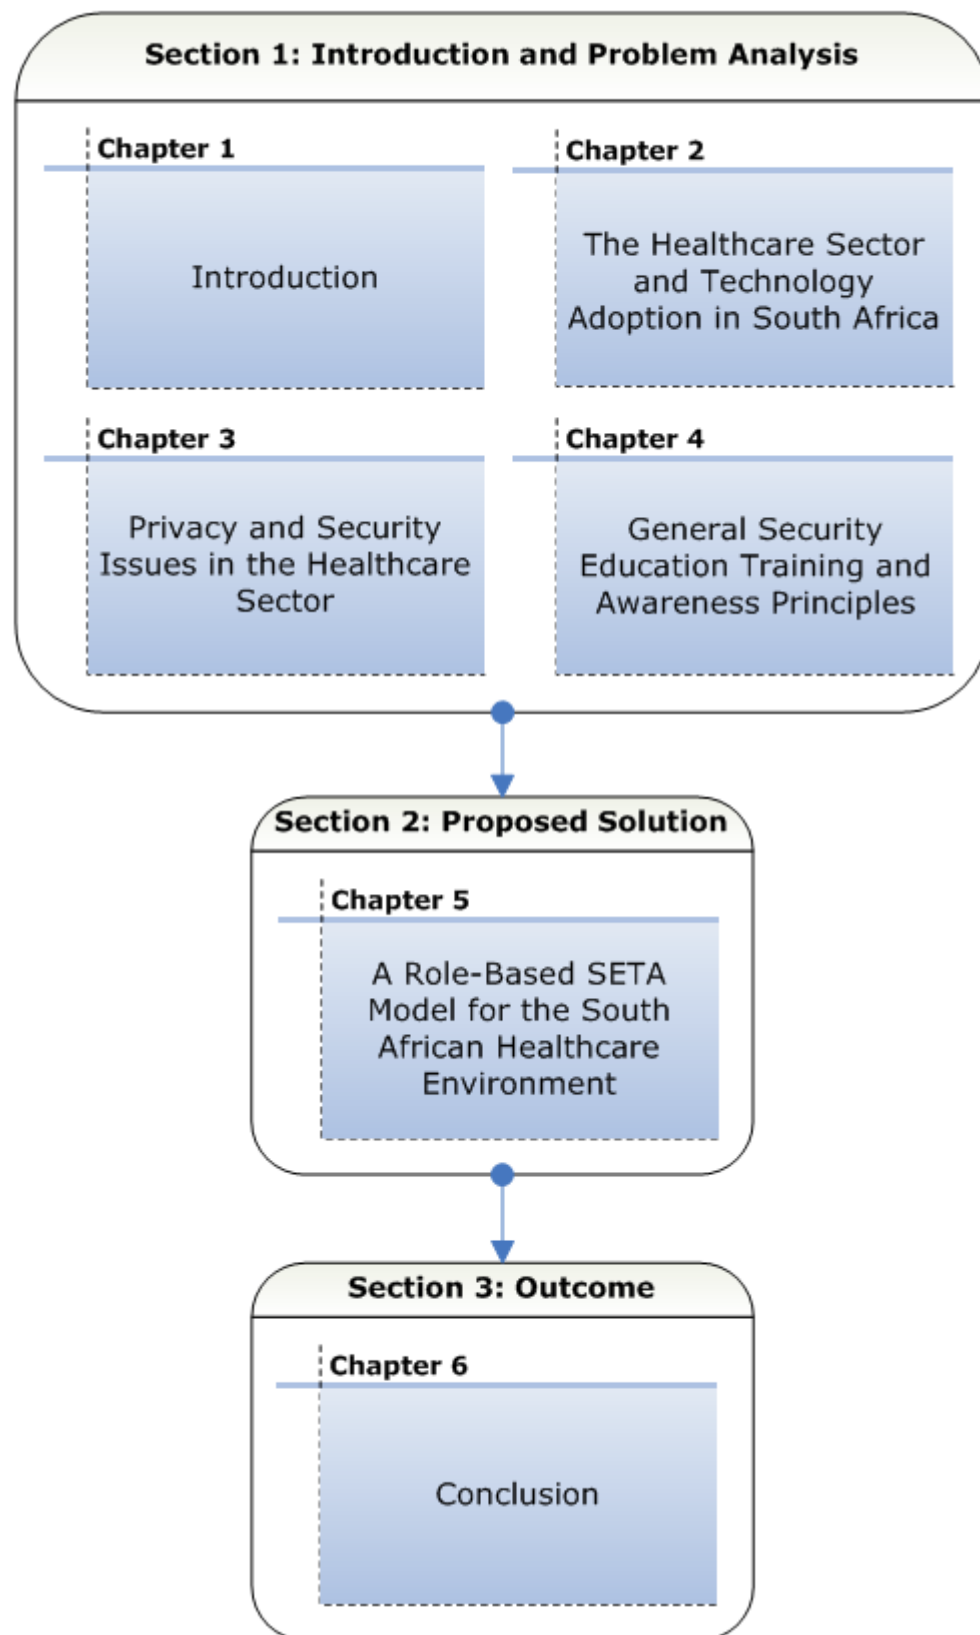 Section 1: Introduction and Problem Analysis
Chapter 1
Introduction
Chapter 2
The Healthcare Sector
and Technology
Adoption in South Africa
Chapter 3
Privacy and Security
Issues in the Healthcare
Sector
Chapter 4
General Security
Education Training and
Awareness Principles
Section 2: Proposed Solution
Chapter 5
A Role-Based SETA
Model for the South
African Healthcare
Environment
Section 3: Outcome
Chapter 6
Conclusion